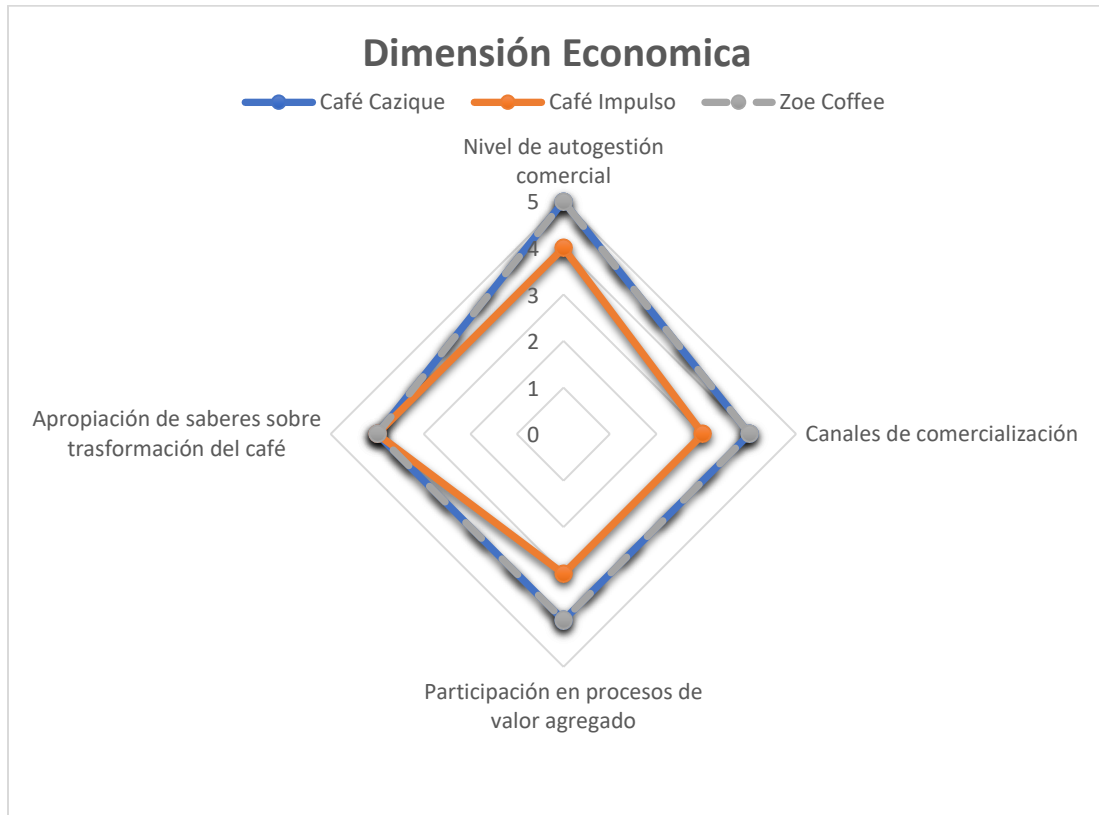 Dimensión Economica
Café Cazique
Café Impulso
Zoe Coffee
Nivel de autogestión
comercial
5
4
3
2
1
0
Apropiación de saberes sobre
trasformación del café
Canales de comercialización
Participación en procesos de
valor agregado